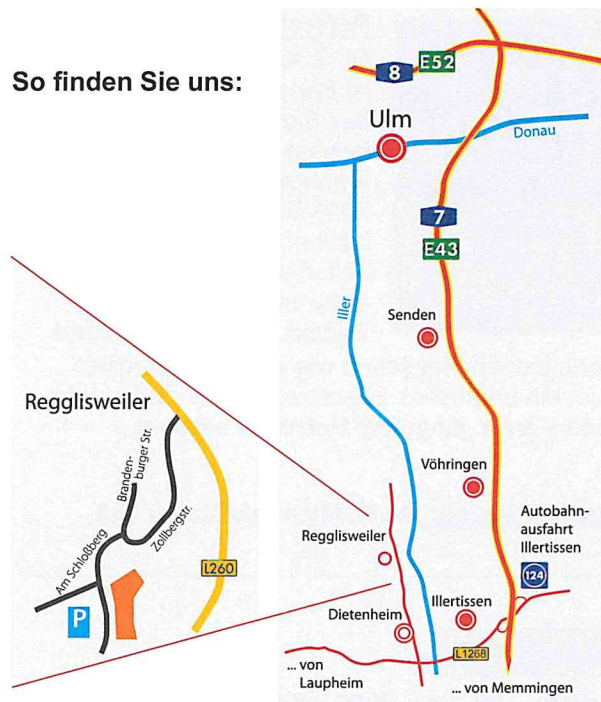 So finden Sie uns:
8
E52
Ulm
Donau
7
E43
Iller
Senden
Vöhringen
Autobahn-
ausfahrt
Illertissen
124
Regglisweiler
Dietenheim
Illertissen
L1268
... von
Laupheim
... von Memmingen
Regglisweiler
Branden-
burger Str.
Zollbergstr.
Am Schloßberg
L260
P